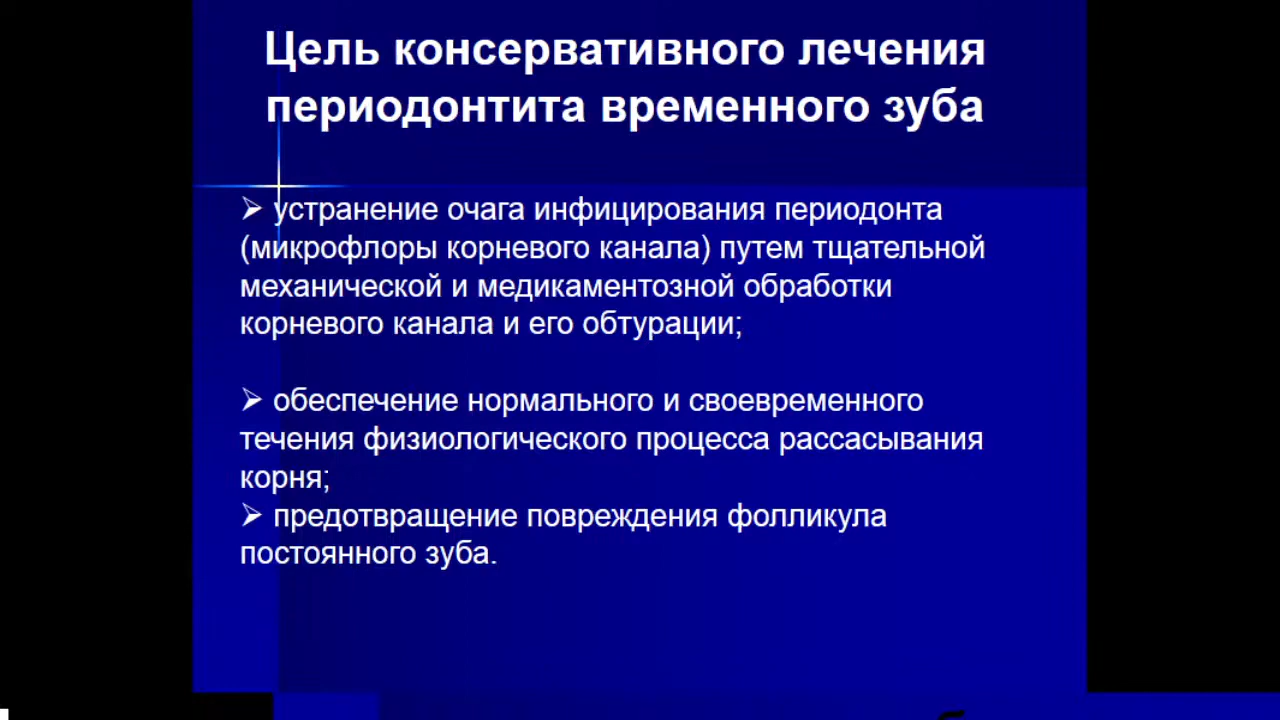 Цель консервативного лечения
периодонтита временного зуба
➢ устранение очага инфицирования периодонта
(микрофлоры корневого канала) путем тщательной
механической и медикаментозной обработки
корневого канала и его обтурации;
➢ обеспечение нормального и своевременного
течения физиологического процесса рассасывания
корня;
➢ предотвращение повреждения фолликула
постоянного зуба.